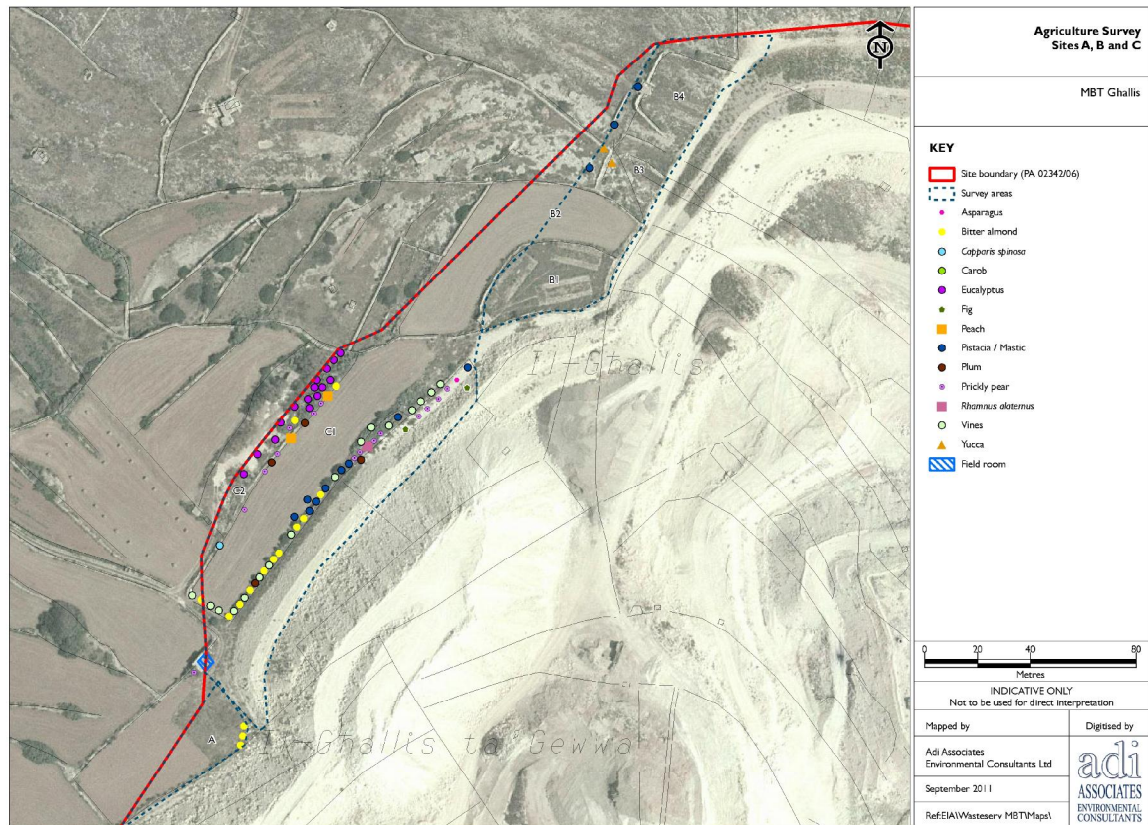 Agriculture Survey
Sites A, B and C
MBT Ghallis
KEY
Site boundary (PA 02342/06)
Survey areas
Asparagus
Bitter almond
Capparis spinosa
Carob
Eucalyptus
Fig
Peach
Pistacia / Mastic
Plum
Prickly pear
Rhamnus alaternus
Vines
Yucca
Field room
N
B4
B3
B2
B1
Il-Ghallis
C1
C2
A
Il-Ghallis ta' Gewwa
0 20 40 80
Metres
INDICATIVE ONLY
Not to be used for direct interpretation
Mapped by
Digitised by
Adi Associates
Environmental Consultants Ltd
September 2011
Ref:EIA\Wasteserv MBT\Maps\
adi
ASSOCIATES
ENVIRONMENTAL
CONSULTANTS